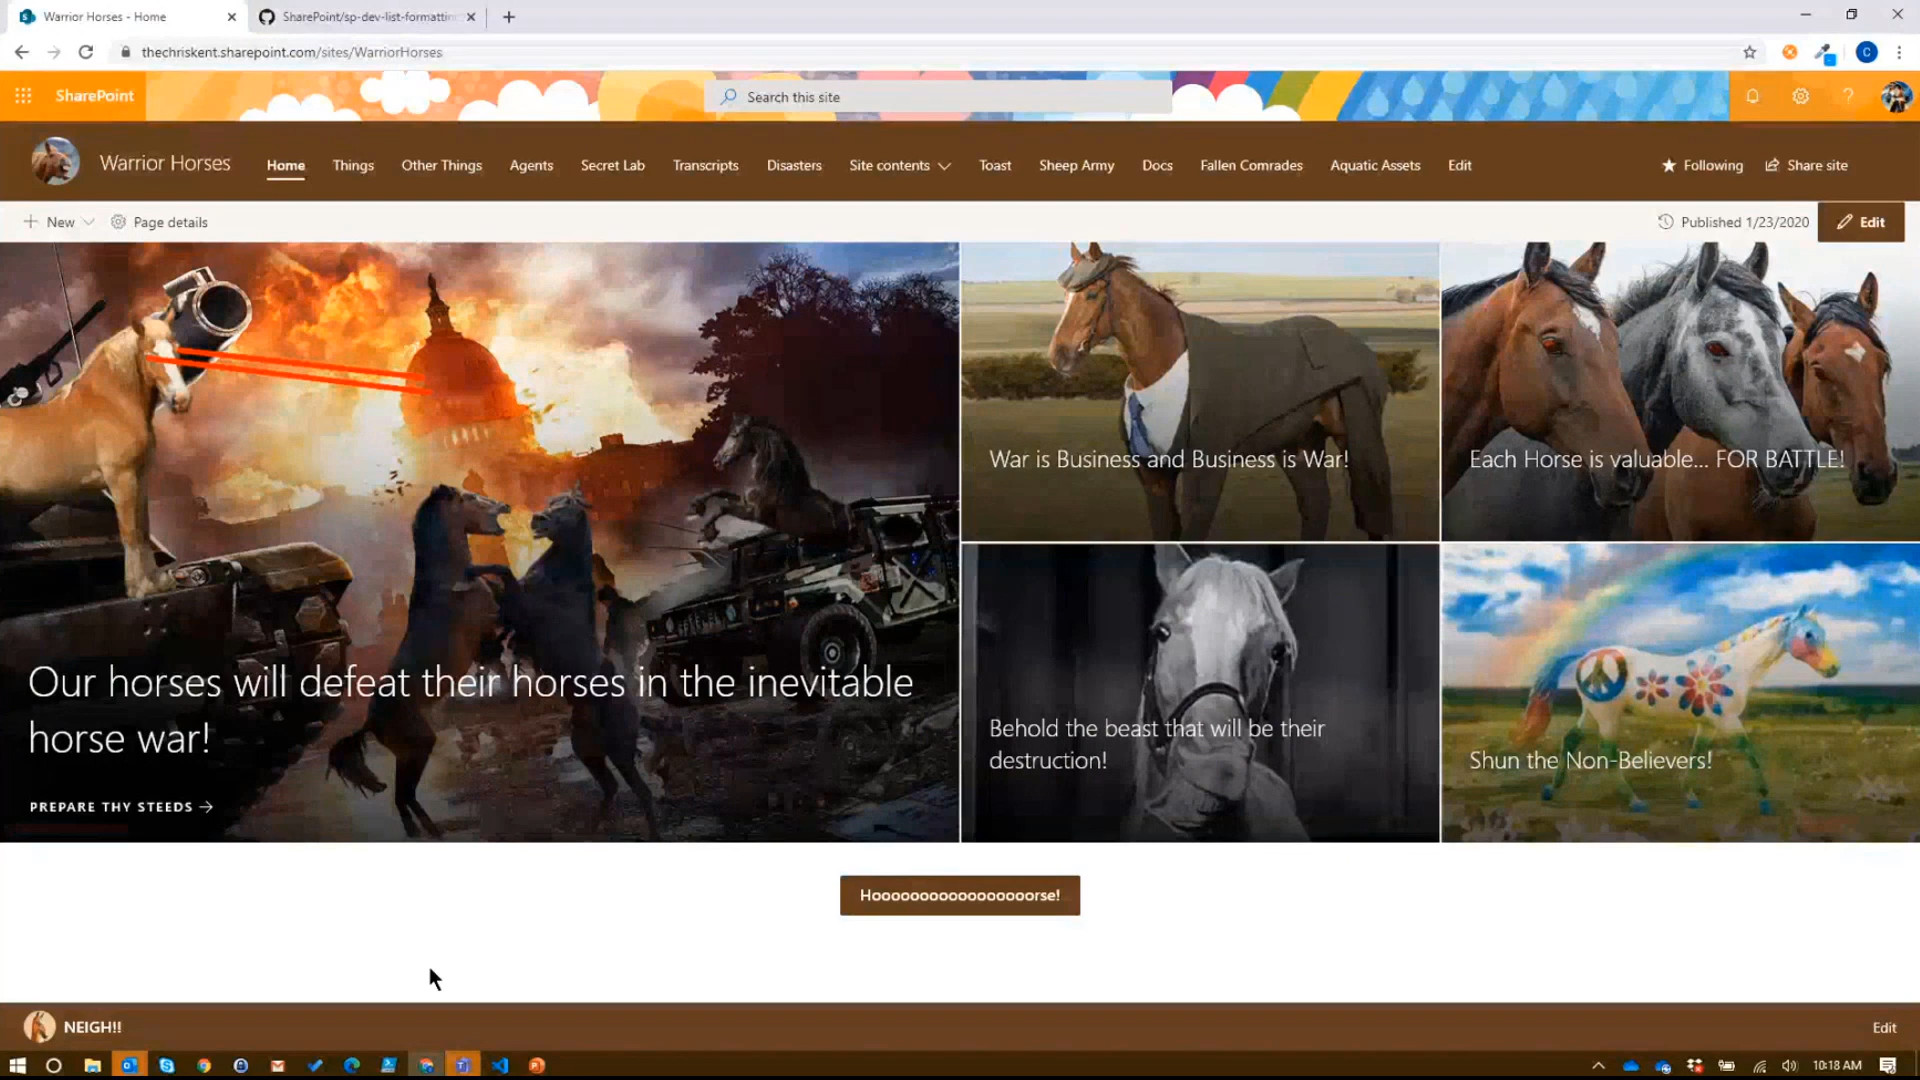 Warrior Horses - Home
SharePoint/sp-dev-list-formattin
thechriskent.sharepoint.com/sites/WarriorHorses
C
SharePoint
Search this site
Warrior Horses
Home
Things
Other Things
Agents
Secret Lab
Transcripts
Disasters
Site contents
Toast
Sheep Army
Docs
Fallen Comrades
Aquatic Assets
Edit
Following
Share site
New
Page details
Published 1/23/2020
Edit
Our horses will defeat their horses in the inevitable
horse war!
PREPARE THY STEEDS →
War is Business and Business is War!
Each Horse is valuable... FOR BATTLE!
Behold the beast that will be their
destruction!
Shun the Non-Believers!
Hooooooooooooooooorse!
NEIGH!!
Edit
10:18 AM